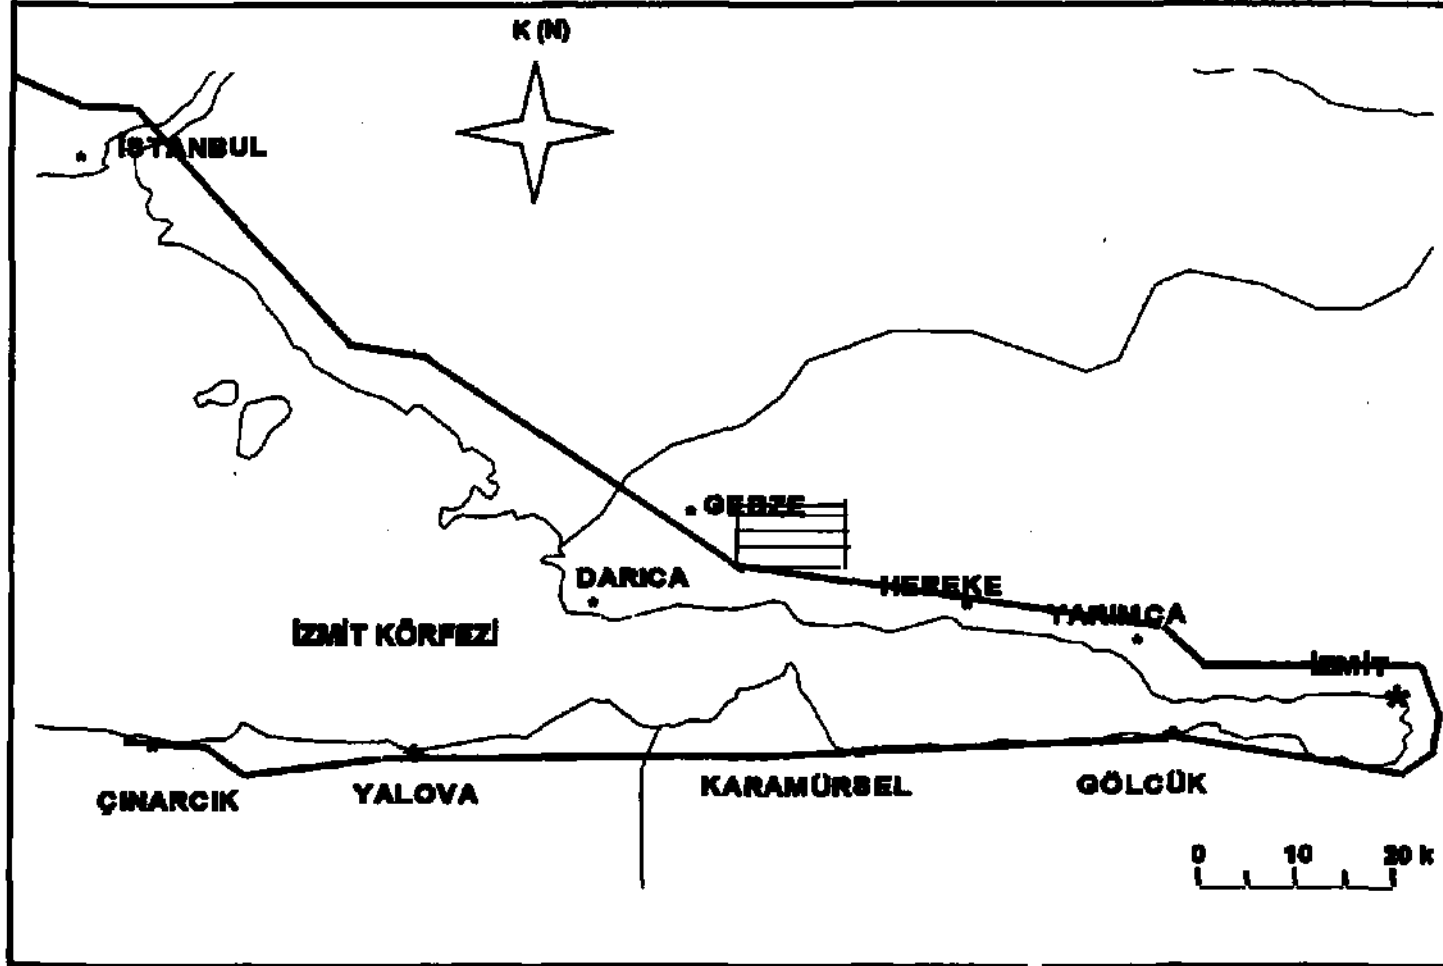 K (N)
İSTANBUL
GEBZE
DARICA
HEREKE
YARIMCA
İZMİT KÖRFEZİ
İZMİT
ÇINARCIK
YALOVA
KARAMÜRSEL
GÖLCÜK
0 10 20 k